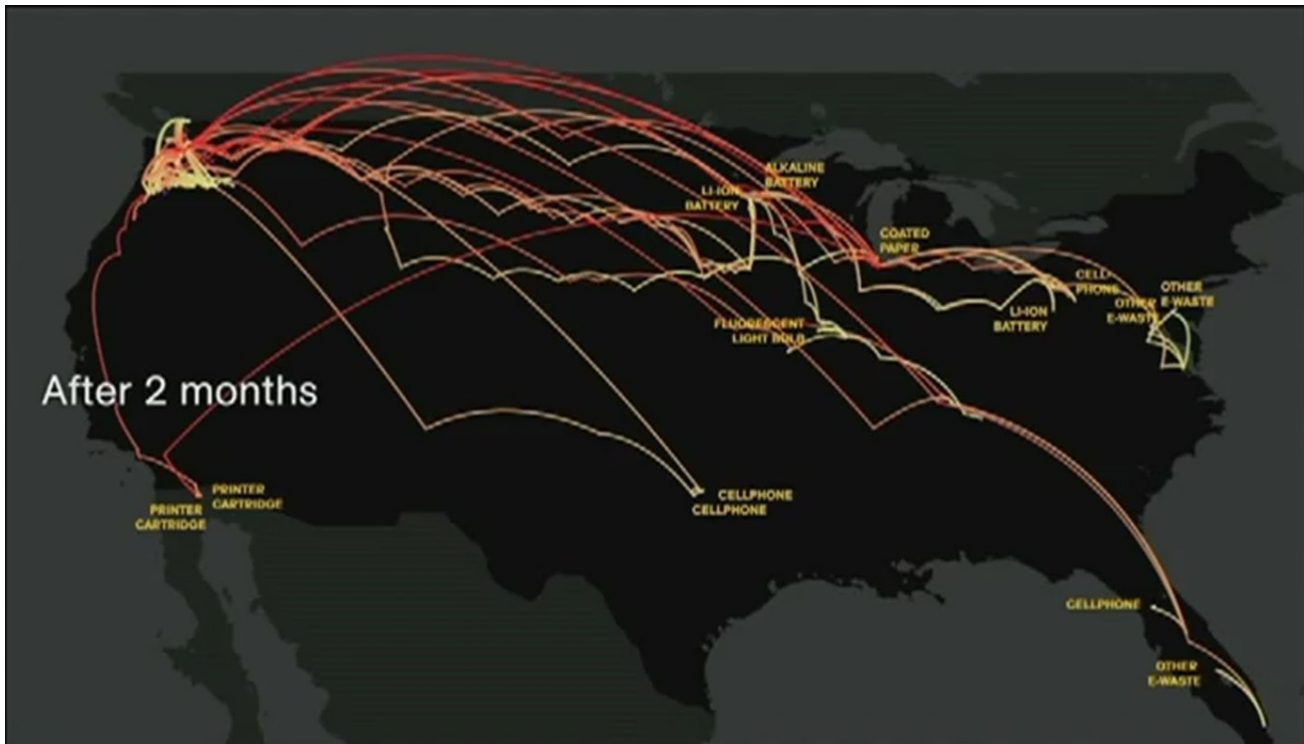 ALKALINE
BATTERY
LI-ION
BATTERY
COATED
PAPER
CELL-
PHONE
OTHER
E-WASTE
OTHER
E-WASTE
LI-ION
BATTERY
FLUORESCENT
LIGHT BULB
After 2 months
PRINTER
CARTRIDGE
PRINTER
CARTRIDGE
CELLPHONE
CELLPHONE
CELLPHONE
OTHER
E-WASTE